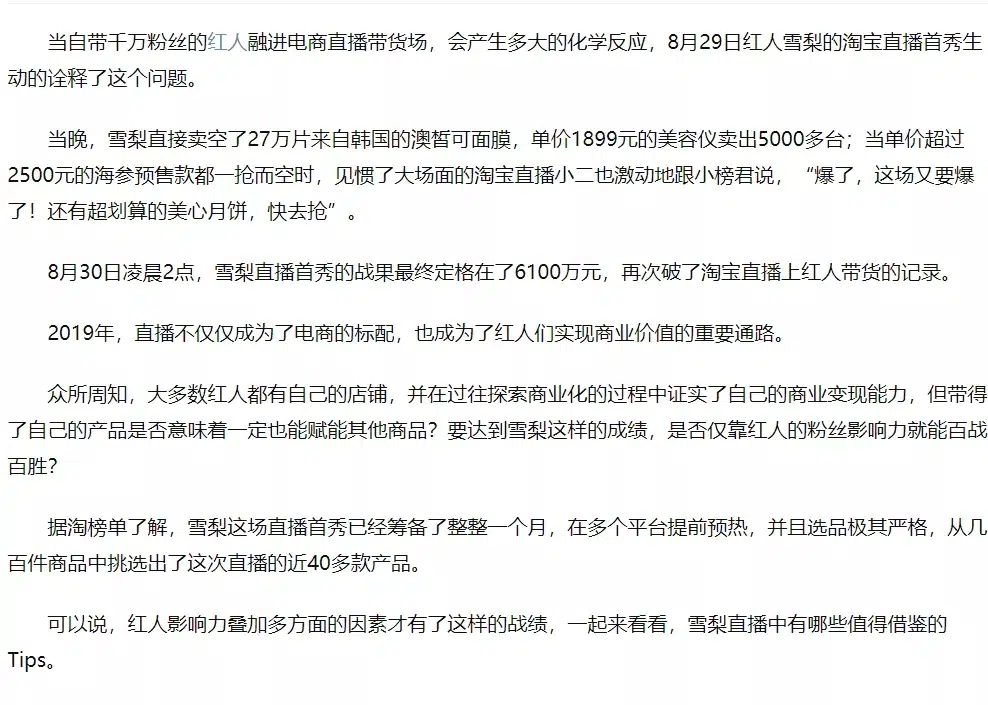 当自带千万粉丝的红人融进电商直播带货场，会产生多大的化学反应，8月29日红人雪梨的淘宝直播首秀生
动的诠释了这个问题。
当晚，雪梨直接卖空了27万片来自韩国的澳皙可面膜，单价1899元的美容仪卖出5000多台；当单价超过
2500元的海参预售款都一抢而空时，见惯了大场面的淘宝直播小二也激动地跟小榜君说，“爆了，这场又要爆
了！还有超划算的美心月饼，快去抢”。
8月30日凌晨2点，雪梨直播首秀的战果最终定格在了6100万元，再次破了淘宝直播上红人带货的记录。
2019年，直播不仅仅成为了电商的标配，也成为了红人们实现商业价值的重要通路。
众所周知，大多数红人都有自己的店铺，并在过往探索商业化的过程中证实了自己的商业变现能力，但带得
了自己的产品是否意味着一定也能赋能其他商品？要达到雪梨这样的成绩，是否仅靠红人的粉丝影响力就能百战
百胜？
据淘榜单了解，雪梨这场直播首秀已经筹备了整整一个月，在多个平台提前预热，并且选品极其严格，从几
百件商品中挑选出了这次直播的近40多款产品。
可以说，红人影响力叠加多方面的因素才有了这样的战绩，一起来看看，雪梨直播中有哪些值得借鉴的
Tips。